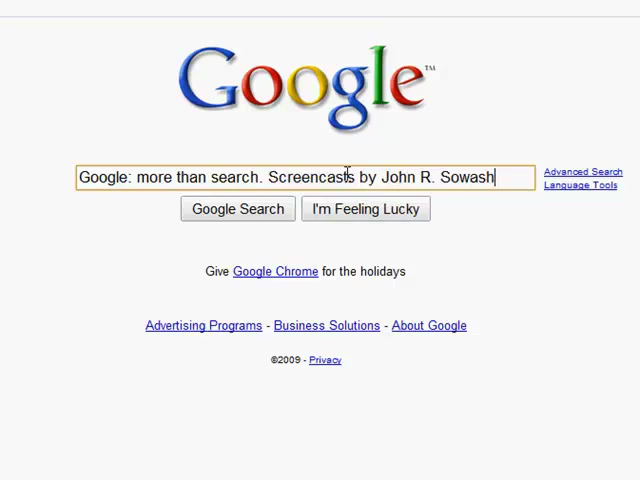 Google™
Google: more than search. Screencasts by John R. Sowash
Advanced Search
Language Tools
Google Search I'm Feeling Lucky
Give Google Chrome for the holidays
Advertising Programs - Business Solutions - About Google
©2009 - Privacy